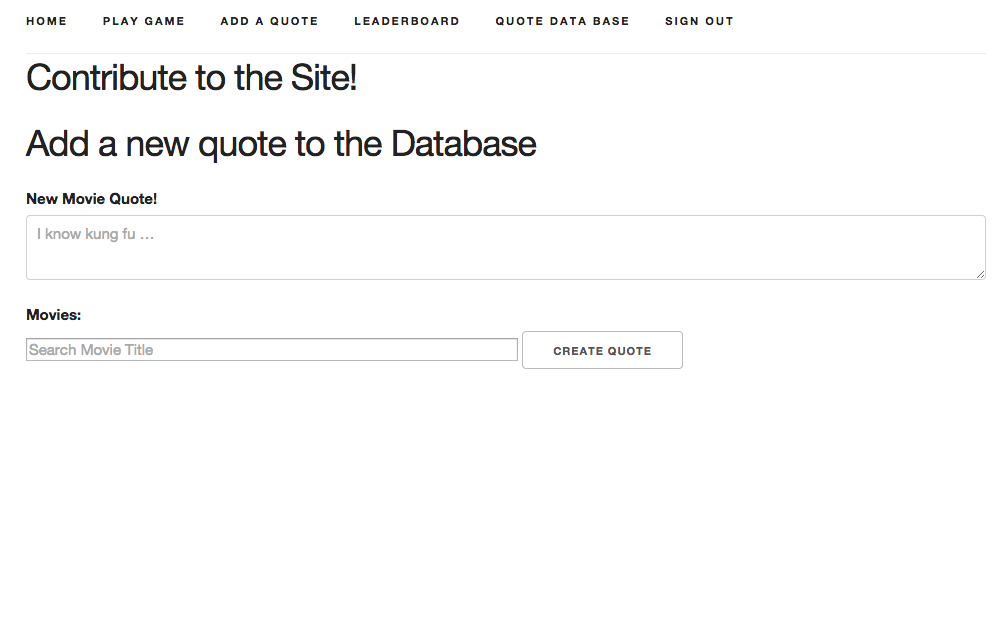 HOME PLAY GAME ADD A QUOTE LEADERBOARD QUOTE DATA BASE SIGN OUT
Contribute to the Site!
Add a new quote to the Database
New Movie Quote!
I know kung fu ...
Movies:
Search Movie Title CREATE QUOTE